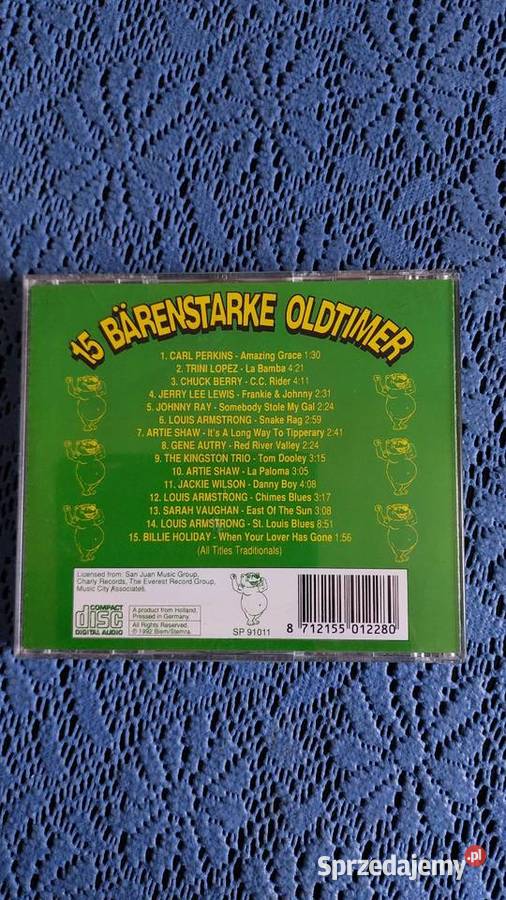 15 BÄRENSTARKE OLDTIMER
1. CARL PERKINS - Amazing Grace 1:30
2. TRINI LOPEZ - La Bamba 4:21
3. CHUCK BERRY - C.C. Rider 4:11
4. JERRY LEE LEWIS - Frankie & Johnny 2:31
5. JOHNNY RAY - Somebody Stole My Gal 2:24
6. LOUIS ARMSTRONG - Snake Rag 2:59
7. ARTIE SHAW - It's A Long Way To Tipperary 2:41
8. GENE AUTRY - Red River Valley 2:24
9. THE KINGSTON TRIO - Tom Dooley 3:15
10. ARTIE SHAW - La Paloma 3:05
11. JACKIE WILSON - Danny Boy 4:08
12. LOUIS ARMSTRONG - Chimes Blues 3:17
13. SARAH VAUGHAN - East Of The Sun 3:08
14. LOUIS ARMSTRONG - St. Louis Blues 8:51
15. BILLIE HOLIDAY - When Your Lover Has Gone 1:56
(All Titles Traditionals)
Licensed from: San Juan Music Group,
Charly Records, The Everest Record Group,
Music City Associates.
COMPACT
disc
DIGITAL AUDIO
A product from Holland,
Pressed in Germany.
All Rights Reserved.
℗ © 1992 Biem/Stemra.
SP 91011
8 712155 012280
Sprzedajemy.pl